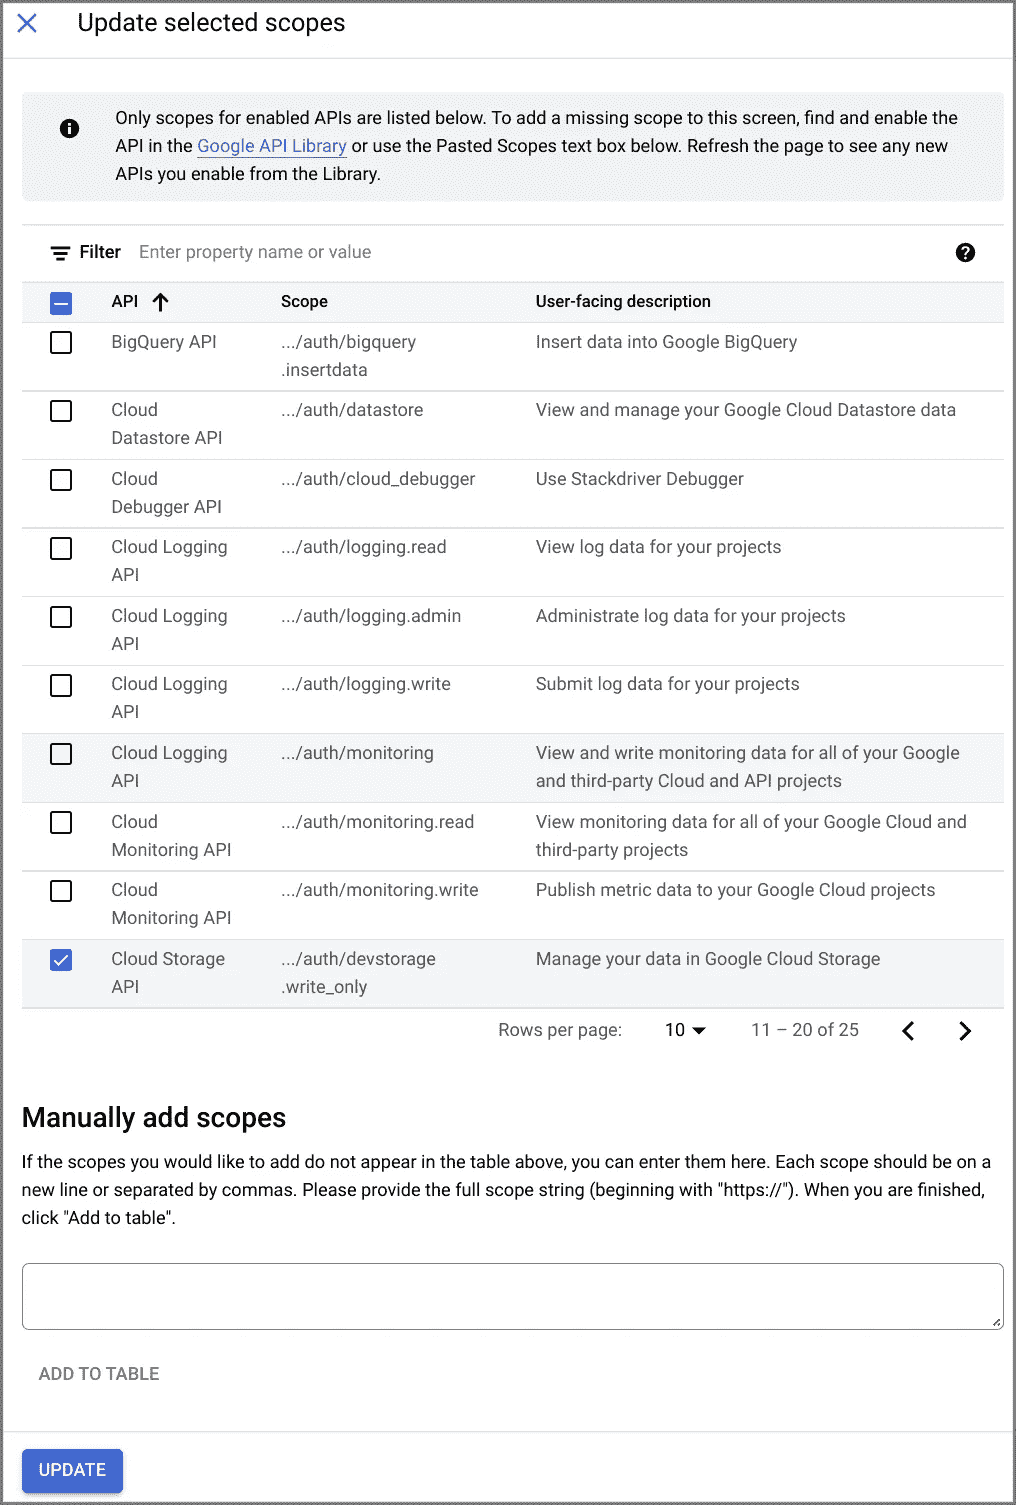 Update selected scopes
Only scopes for enabled APIs are listed below. To add a missing scope to this screen, find and enable the
API in the Google API Library or use the Pasted Scopes text box below. Refresh the page to see any new
APIs you enable from the Library.
Filter Enter property name or value
API Scope User-facing description
BigQuery API .../auth/bigquery Insert data into Google BigQuery
.insertdata
Cloud .../auth/datastore View and manage your Google Cloud Datastore data
Datastore API
Cloud .../auth/cloud_debugger Use Stackdriver Debugger
Debugger API
Cloud Logging .../auth/logging.read View log data for your projects
API
Cloud Logging .../auth/logging.admin Administrate log data for your projects
API
Cloud Logging .../auth/logging.write Submit log data for your projects
API
Cloud Logging .../auth/monitoring View and write monitoring data for all of your Google
API and third-party Cloud and API projects
Cloud .../auth/monitoring.read View monitoring data for all of your Google Cloud and
Monitoring API third-party projects
Cloud .../auth/monitoring.write Publish metric data to your Google Cloud projects
Monitoring API
Cloud Storage .../auth/devstorage Manage your data in Google Cloud Storage
API .write_only
Rows per page: 10 11 – 20 of 25
Manually add scopes
If the scopes you would like to add do not appear in the table above, you can enter them here. Each scope should be on a
new line or separated by commas. Please provide the full scope string (beginning with "https://"). When you are finished,
click "Add to table".
ADD TO TABLE
UPDATE